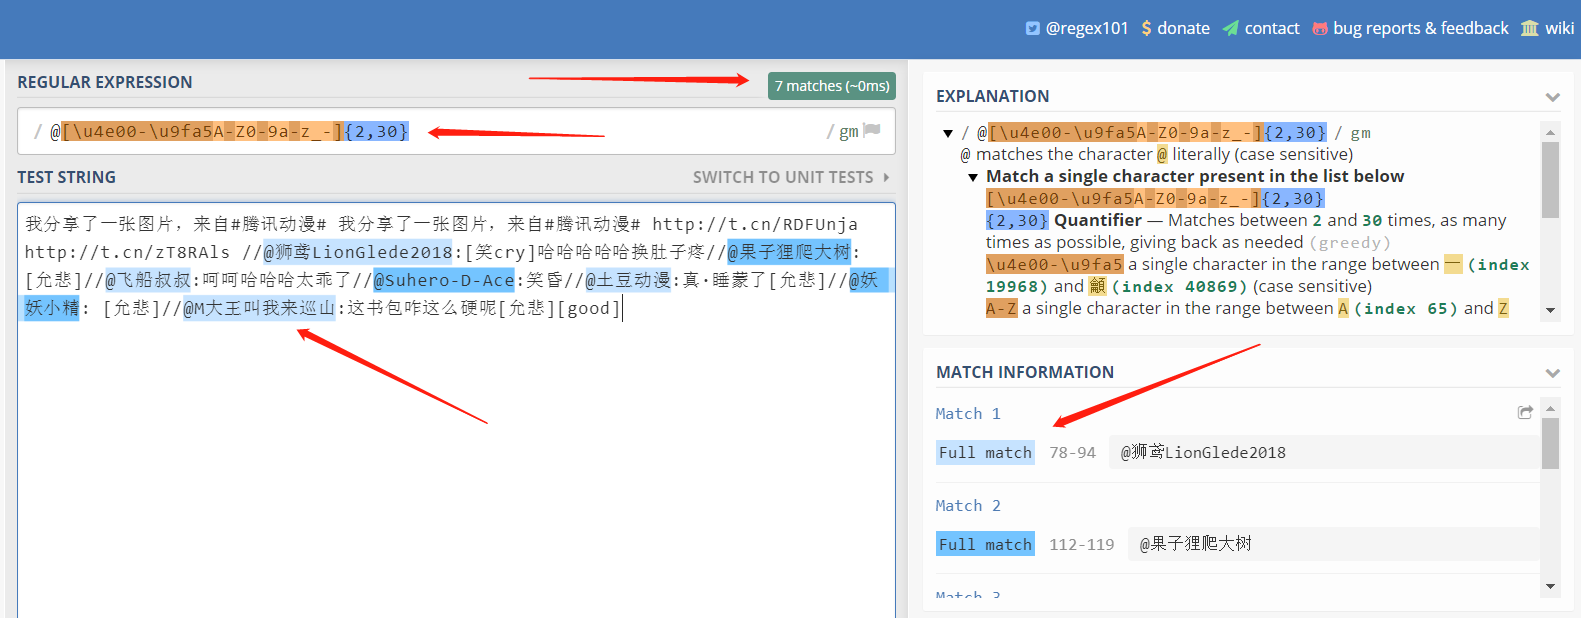 @regex101 donate contact bug reports & feedback wiki
REGULAR EXPRESSION
7 matches (~0ms)
/ @[\u4e00-\u9fa5A-Z0-9a-z_-]{2,30} / gm
TEST STRING
SWITCH TO UNIT TESTS
我分享了一张图片，来自#腾讯动漫# 我分享了一张图片，来自#腾讯动漫# http://t.cn/RDFUnja
http://t.cn/zT8RAls //@狮鸢LionGlede2018:[笑cry]哈哈哈哈哈换肚子疼//@果子狸爬大树:
[允悲]//@飞船叔叔:呵呵哈哈哈太乖了//@Suhero-D-Ace:笑昏//@土豆动漫:真·睡蒙了[允悲]//@妖
妖小精: [允悲]//@M大王叫我来巡山:这书包咋这么硬呢[允悲][good]
EXPLANATION
/ @[\u4e00-\u9fa5A-Z0-9a-z_-]{2,30} / gm
@ matches the character @ literally (case sensitive)
Match a single character present in the list below
[\u4e00-\u9fa5A-Z0-9a-z_-]{2,30}
{2,30} Quantifier — Matches between 2 and 30 times, as many
times as possible, giving back as needed (greedy)
\u4e00-\u9fa5 a single character in the range between 一 (index
19968) and 龥 (index 40869) (case sensitive)
A-Z a single character in the range between A (index 65) and Z
MATCH INFORMATION
Match 1
Full match 78-94 @狮鸢LionGlede2018
Match 2
Full match 112-119 @果子狸爬大树
Match 3